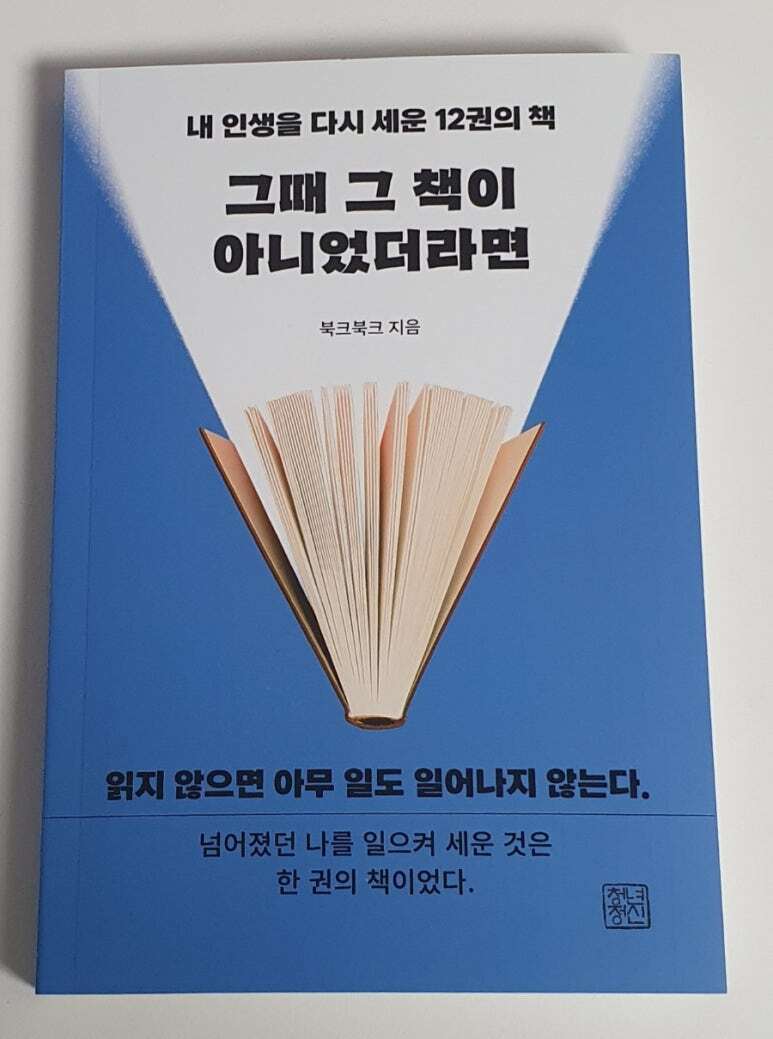 내 인생을 다시 세운 12권의 책
그때 그 책이
아니었더라면
북크북크 지음
읽지 않으면 아무 일도 일어나지 않는다.
넘어졌던 나를 일으켜 세운 것은
한 권의 책이었다.
청년
정신